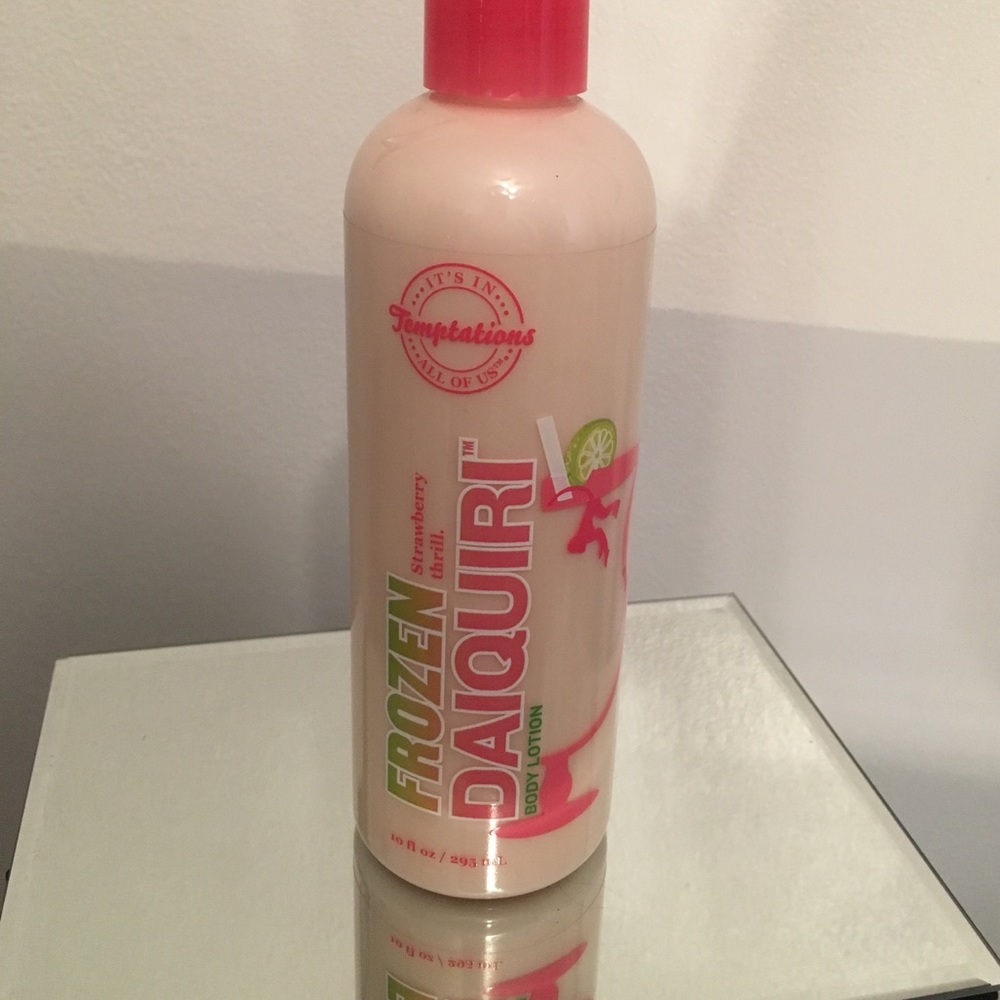 IT'S IN
Temptations
ALL OF US™
Strawberry
thrill.
FROZEN
DAIQUIRI™
BODY LOTION
10 fl oz / 295 mL